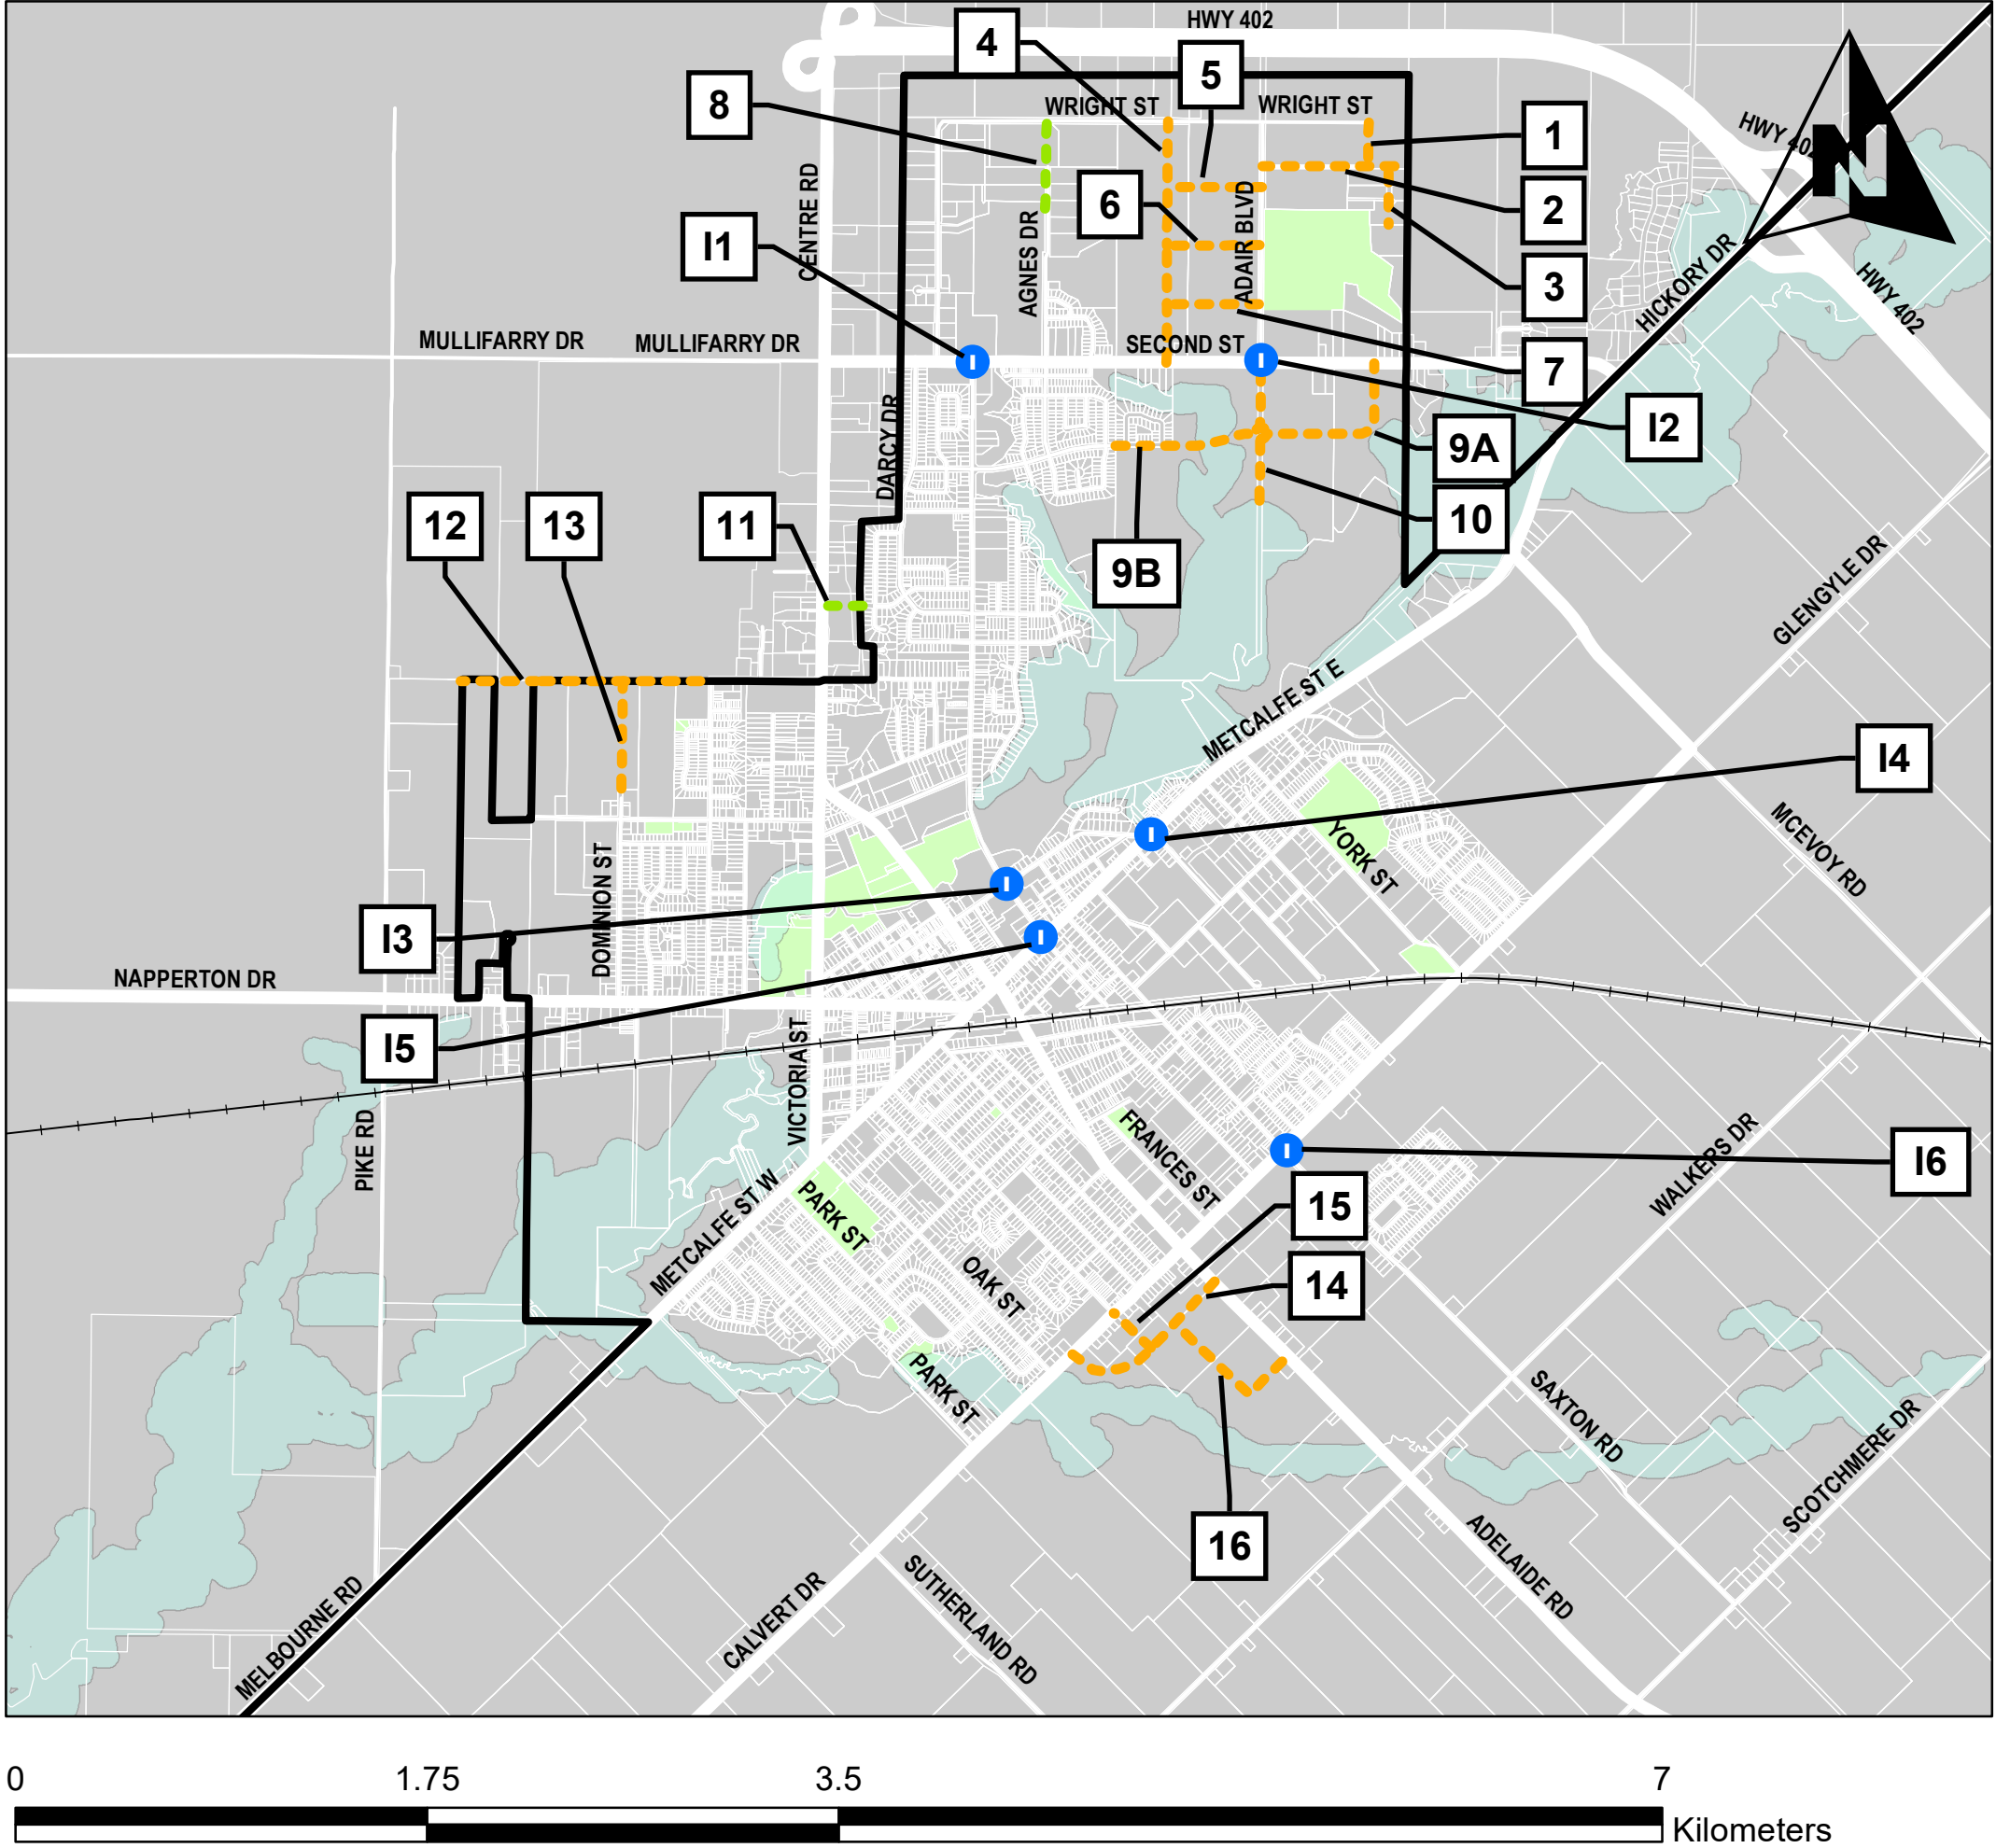 HWY 402
4
5
8
WRIGHT ST
WRIGHT ST
1
HWY 402
N
CENTRE RD
6
2
I1
AGNES DR
ADAIR BLVD
3
HICKORY DR
HWY 402
MULLIFARRY DR
MULLIFARRY DR
SECOND ST
7
DARCY DR
I2
9A
12
13
11
10
9B
GLENGYLE DR
METCALFE ST E
I4
YORK ST
MCEVOY RD
DOMINION ST
I3
NAPPERTON DR
I5
VICTORIA ST
PIKE RD
FRANCES ST
WALKERS DR
I6
METCALFE ST W
PARK ST
15
OAK ST
14
PARK ST
SAXTON RD
SCOTCHMERE DR
16
ADELAIDE RD
MELBOURNE RD
CALVERT DR
SUTHERLAND RD
0 1.75 3.5 7
Kilometers